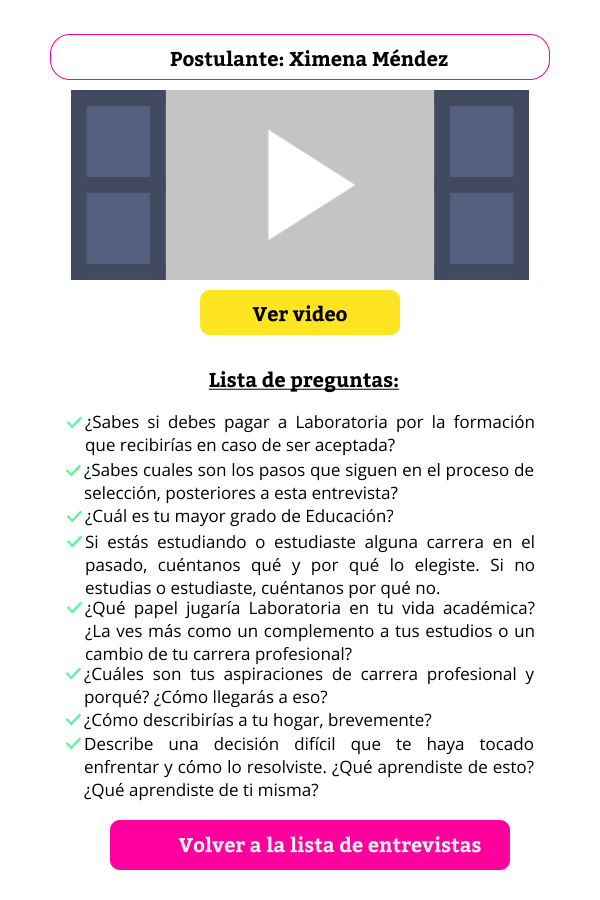 Postulante: Ximena Méndez
Ver video
Lista de preguntas:
¿Sabes si debes pagar a Laboratoria por la formación
que recibirías en caso de ser aceptada?
¿Sabes cuales son los pasos que siguen en el proceso de
selección, posteriores a esta entrevista?
¿Cuál es tu mayor grado de Educación?
Si estás estudiando o estudiaste alguna carrera en el
pasado, cuéntanos qué y por qué lo elegiste. Si no
estudias o estudiaste, cuéntanos por qué no.
¿Qué papel jugaría Laboratoria en tu vida académica?
¿La ves más como un complemento a tus estudios o un
cambio de tu carrera profesional?
¿Cuáles son tus aspiraciones de carrera profesional y
porqué? ¿Cómo llegarás a eso?
¿Cómo describirías a tu hogar, brevemente?
Describe una decisión difícil que te haya tocado
enfrentar y cómo lo resolviste. ¿Qué aprendiste de esto?
¿Qué aprendiste de ti misma?
Volver a la lista de entrevistas